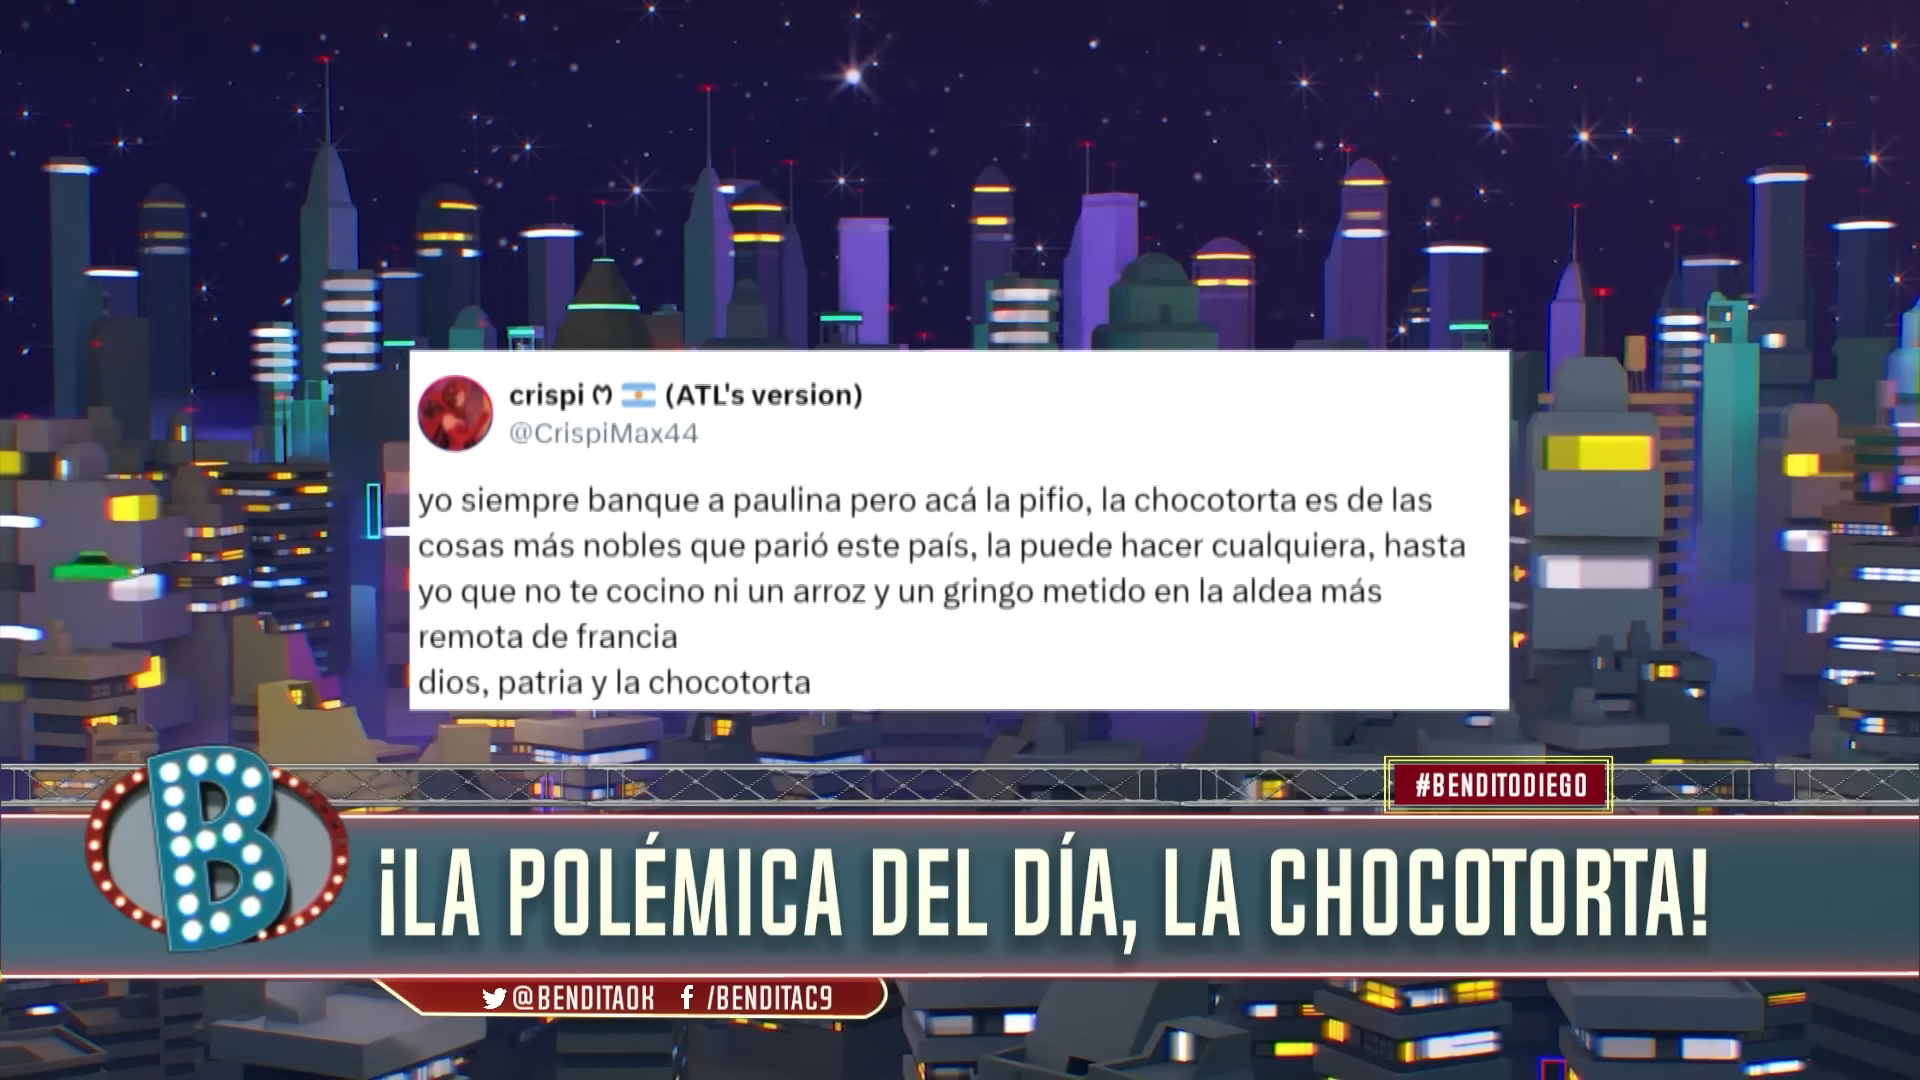 crispi ෆ 🇦🇷 (ATL's version)
@CrispiMax44
yo siempre banque a paulina pero acá la pifio, la chocotorta es de las
cosas más nobles que parió este país, la puede hacer cualquiera, hasta
yo que no te cocino ni un arroz y un gringo metido en la aldea más
remota de francia
dios, patria y la chocotorta
#BENDITODIEGO
B
¡LA POLÉMICA DEL DÍA, LA CHOCOTORTA!
@BENDITAOK f /BENDITAC9